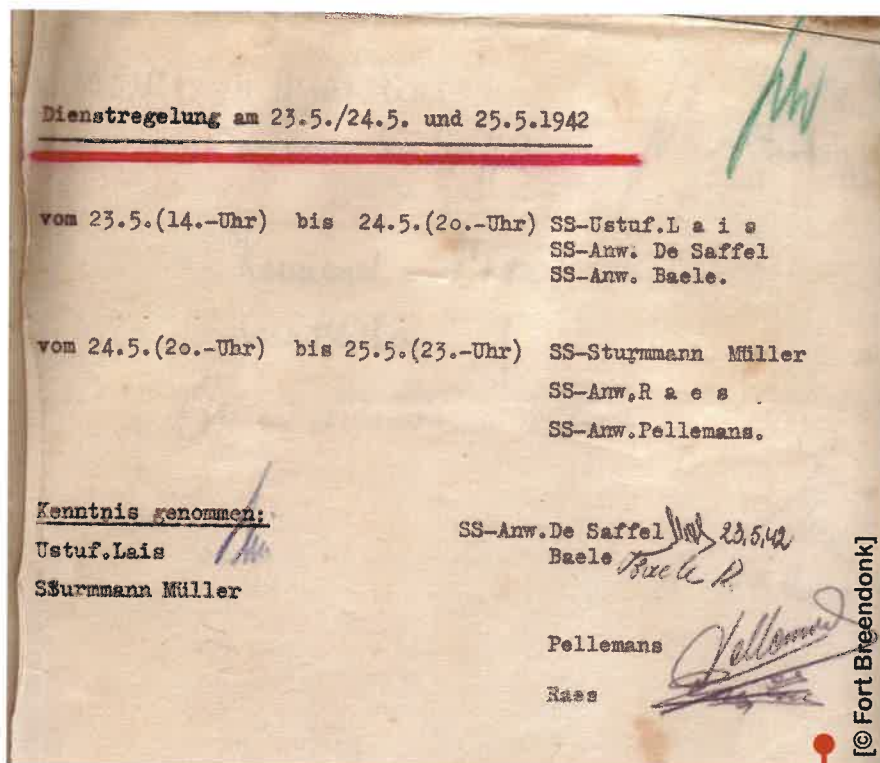 Dienstregelung am 23.5./24.5. und 25.5.1942
vom 23.5.(14.-Uhr) bis 24.5.(2o.-Uhr) SS-Ustuf.L a i s
SS-Anw. De Saffel
SS-Anw. Baele.
vom 24.5.(2o.-Uhr) bis 25.5.(23.-Uhr) SS-Sturmmann Müller
SS-Anw.R a e s
SS-Anw.Pellemans.
Kenntnis genommen:
Ustuf.Lais
Sturmmann Müller
SS-Anw.De Saffel 23.5.42
Baele Baele R.
Pellemans Pellemans
Raes
[© Fort Breendonk]